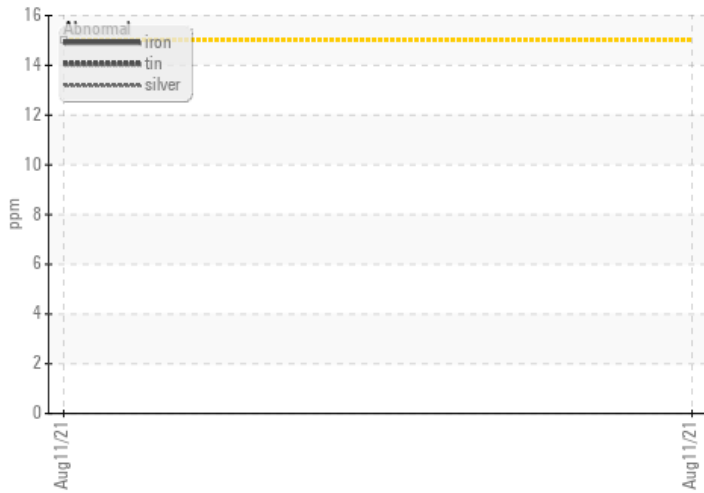 16
14
12
10
8
6
4
2
0
ppm
Abnormal
iron
tin
silver
Aug11/21
Aug11/21